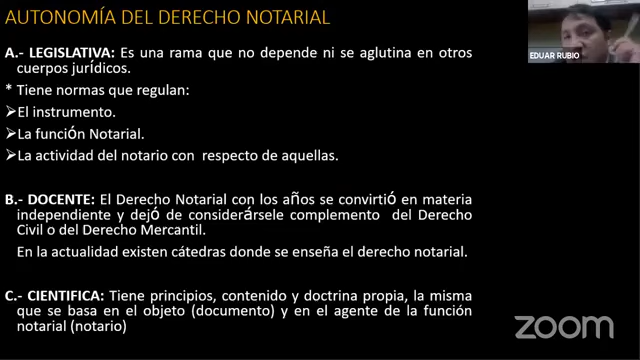 AUTONOMÍA DEL DERECHO NOTARIAL
A.- LEGISLATIVA: Es una rama que no depende ni se aglutina en otros
cuerpos jurídicos.
* Tiene normas que regulan:
➢El instrumento.
➢La función Notarial.
➢La actividad del notario con respecto de aquellas.
B.- DOCENTE: El Derecho Notarial con los años se convirtió en materia
independiente y dejó de considerársele complemento del Derecho
Civil o del Derecho Mercantil.
En la actualidad existen cátedras donde se enseña el derecho notarial.
C.- CIENTIFICA: Tiene principios, contenido y doctrina propia, la misma
que se basa en el objeto (documento) y en el agente de la función
notarial (notario)
EDUAR RUBIO
zoom